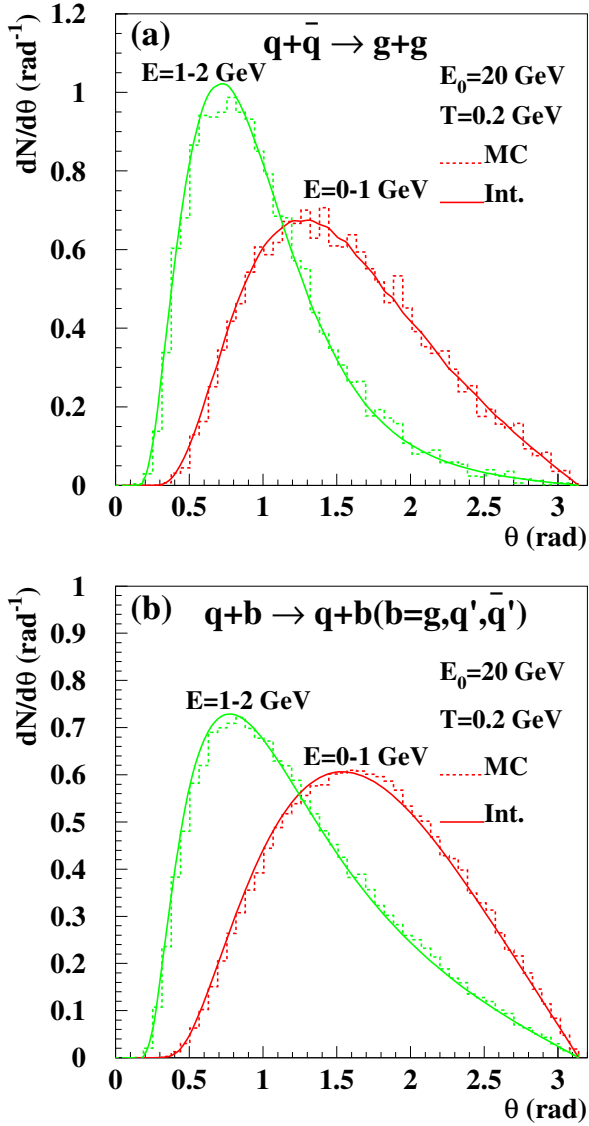 (a)
q+q̄ → g+g
E=1-2 GeV
E₀=20 GeV
T=0.2 GeV
MC
E=0-1 GeV
Int.
dN/dθ (rad⁻¹)
1.2
1
0.8
0.6
0.4
0.2
0
0 0.5 1 1.5 2 2.5 3
θ (rad)
(b)
q+b → q+b(b=g,q',q̄')
E₀=20 GeV
E=1-2 GeV
T=0.2 GeV
E=0-1 GeV
MC
Int.
dN/dθ (rad⁻¹)
1
0.9
0.8
0.7
0.6
0.5
0.4
0.3
0.2
0.1
0
0 0.5 1 1.5 2 2.5 3
θ (rad)